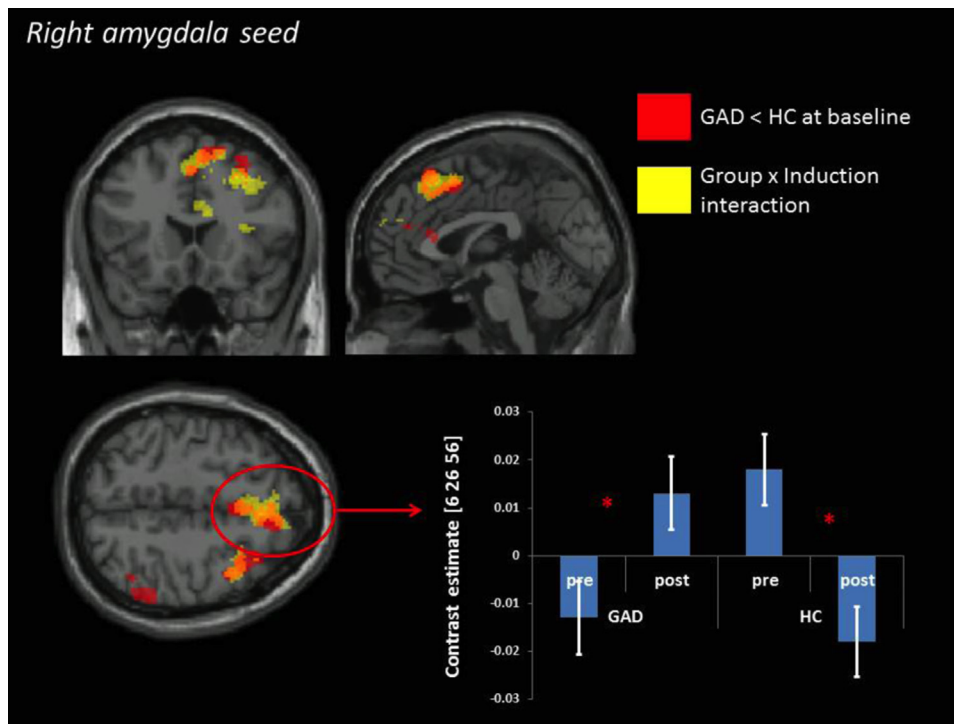 Right amygdala seed
GAD < HC at baseline
Group x Induction
interaction
Contrast estimate [6 26 56]
0.03
0.02
0.01
0
-0.01
-0.02
-0.03
pre
post
pre
post
GAD
HC
*
*